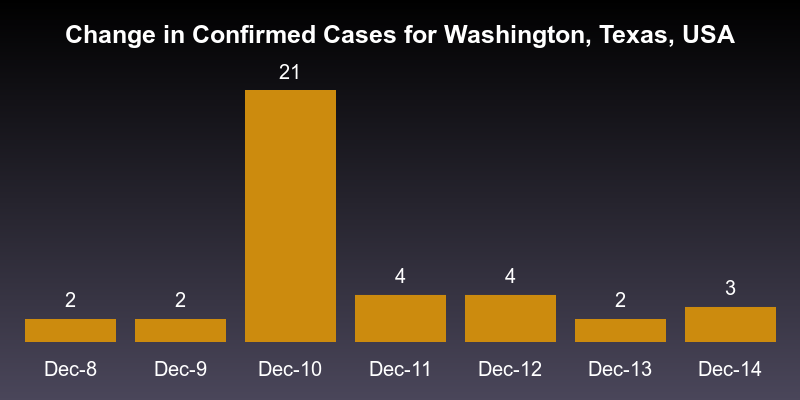 Change in Confirmed Cases for Washington, Texas, USA
21
4
4
3
2
2
2
Dec-8
Dec-9
Dec-10
Dec-11
Dec-12
Dec-13
Dec-14